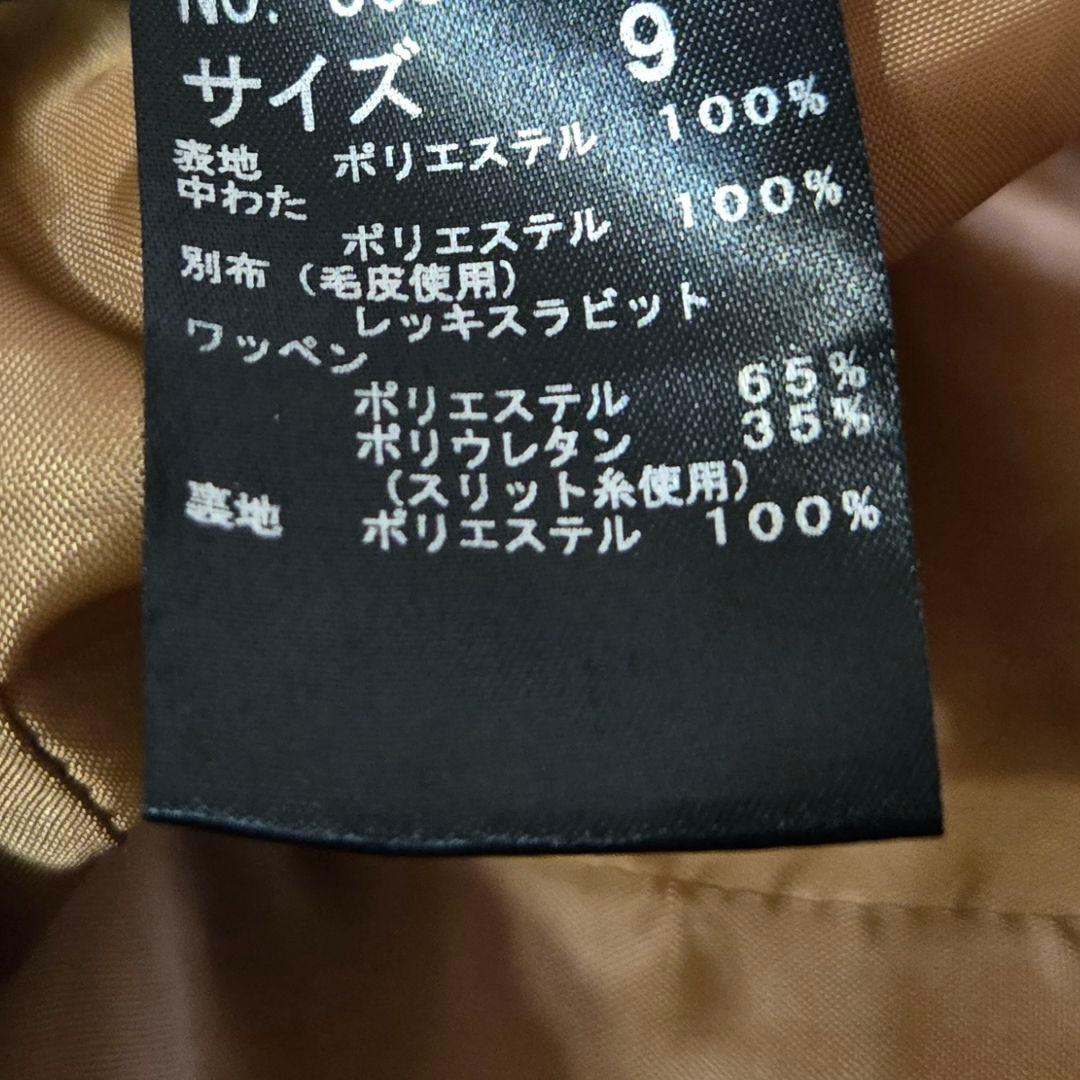 NO.
サイズ 9
表地 ポリエステル 100%
中わた
ポリエステル 100%
別布(毛皮使用)
レッキスラビット
ワッペン
ポリエステル 65%
ポリウレタン 35%
(スリット糸使用)
裏地 ポリエステル 100%